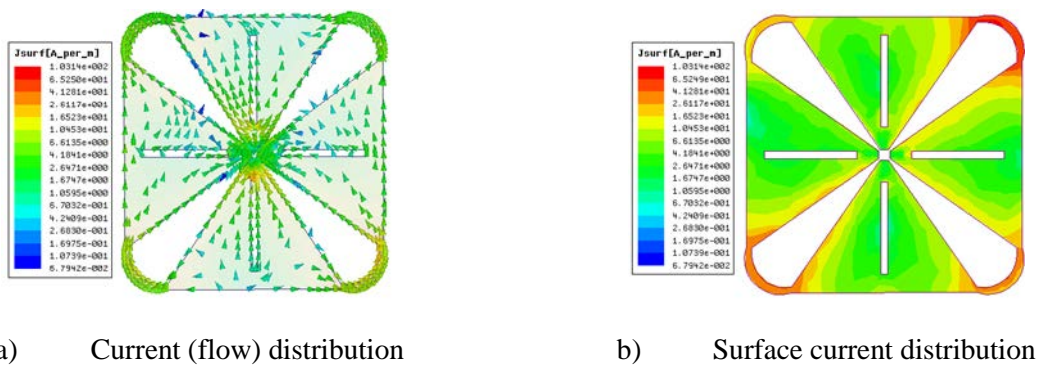 Jsurf[A_per_m]
1.0314e+002
6.5250e+001
4.1281e+001
2.6117e+001
1.6523e+001
1.0453e+001
6.6135e+000
4.1841e+000
2.6471e+000
1.6747e+000
1.0595e+000
6.7032e-001
4.2409e-001
2.6830e-001
1.6975e-001
1.0739e-001
6.7942e-002
Jsurf[A_per_m]
1.0314e+002
6.5249e+001
4.1281e+001
2.6117e+001
1.6523e+001
1.0453e+001
6.6135e+000
4.1841e+000
2.6471e+000
1.6747e+000
1.0595e+000
6.7032e-001
4.2409e-001
2.6830e-001
1.6975e-001
1.0739e-001
6.7942e-002
a) Current (flow) distribution
b) Surface current distribution